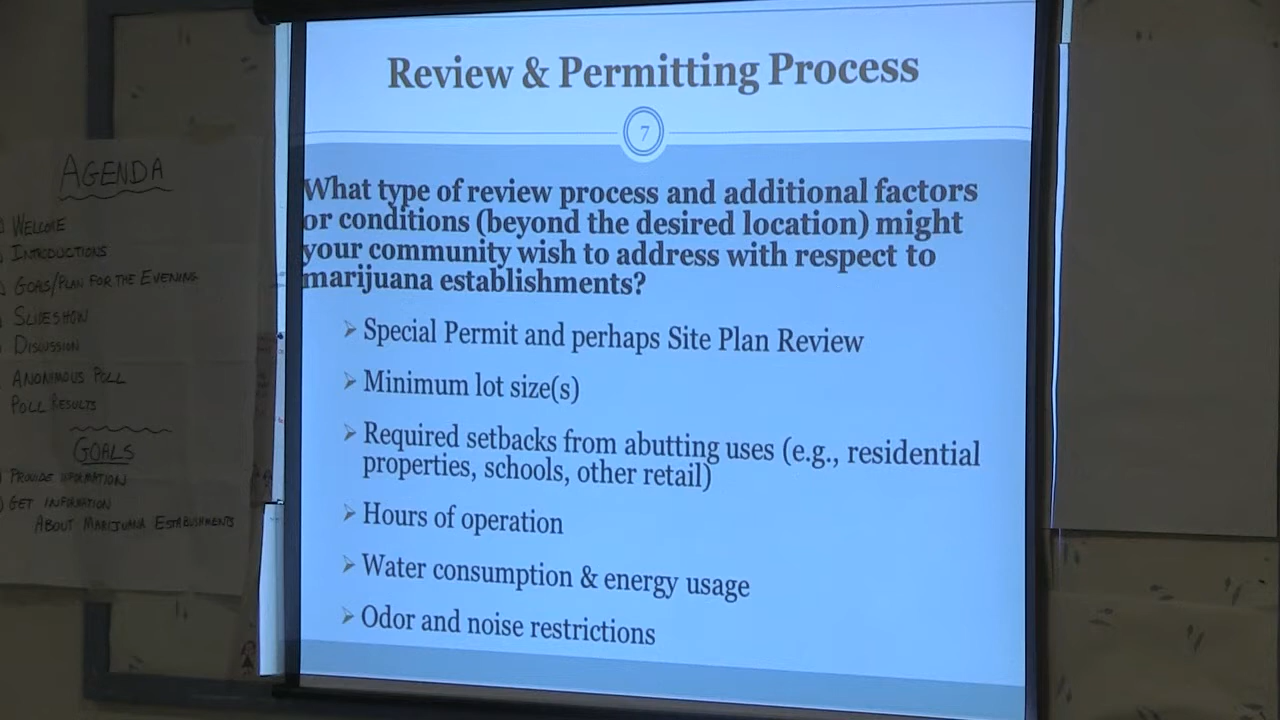 AGENDA
WELCOME
INTRODUCTIONS
GOALS/PLAN FOR THE EVENING
SLIDESHOW
DISCUSSION
ANONYMOUS POLL
POLL RESULTS
GOALS
PROVIDE INFORMATION
GET INFORMATION
ABOUT MARIJUANA ESTABLISHMENTS
Review & Permitting Process
7
What type of review process and additional factors
or conditions (beyond the desired location) might
your community wish to address with respect to
marijuana establishments?
Special Permit and perhaps Site Plan Review
Minimum lot size(s)
Required setbacks from abutting uses (e.g., residential
properties, schools, other retail)
Hours of operation
Water consumption & energy usage
Odor and noise restrictions